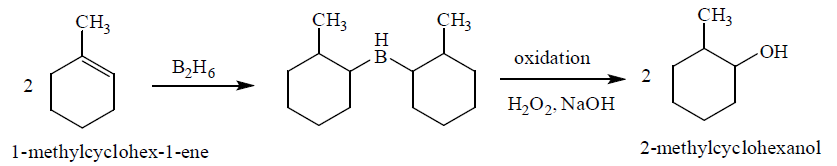 CH₃
2
B₂H₆
CH₃
H
B
CH₃
oxidation
H₂O₂, NaOH
2
CH₃
OH
1-methylcyclohex-1-ene
2-methylcyclohexanol